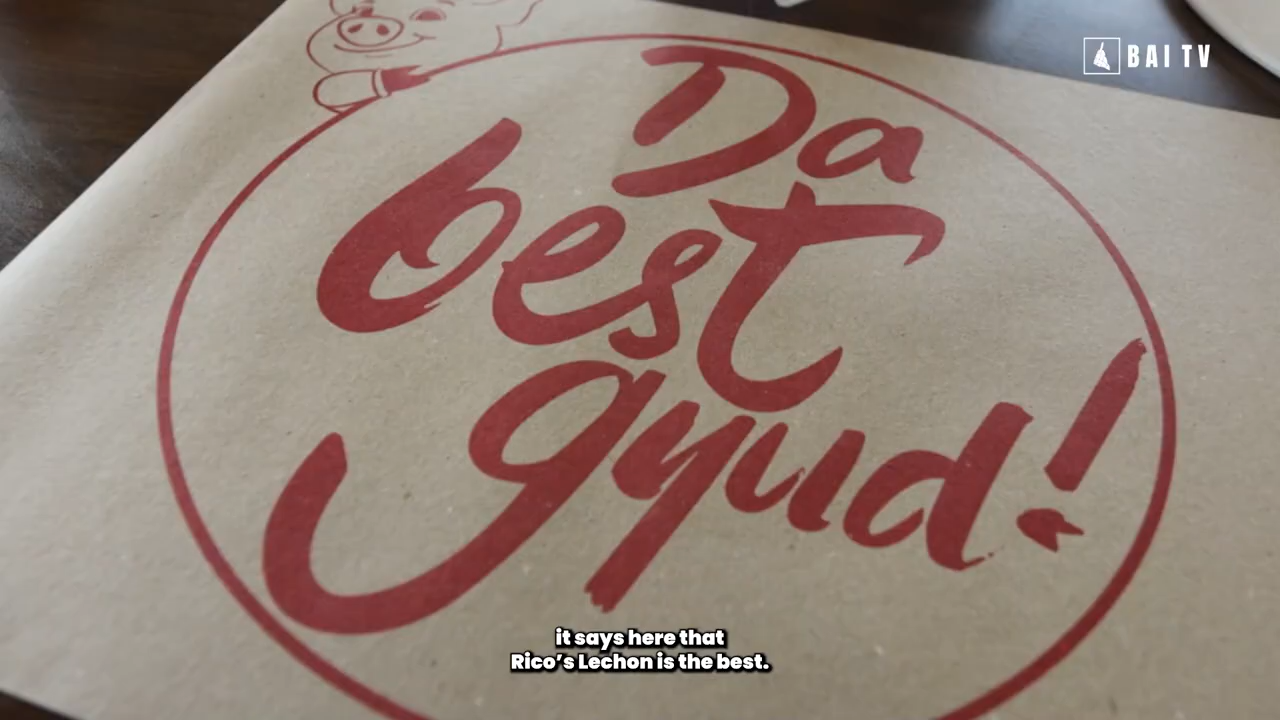 BAI TV
Da
best
gyud!
it says here that
Rico's Lechon is the best.